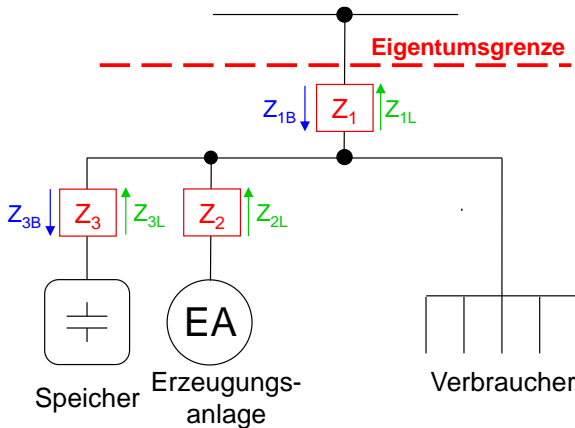 Eigentumsgrenze
Z1B Z1 Z1L
Z3B Z3 Z3L Z2 Z2L
EA
Speicher
Erzeugungs-
anlage
Verbraucher